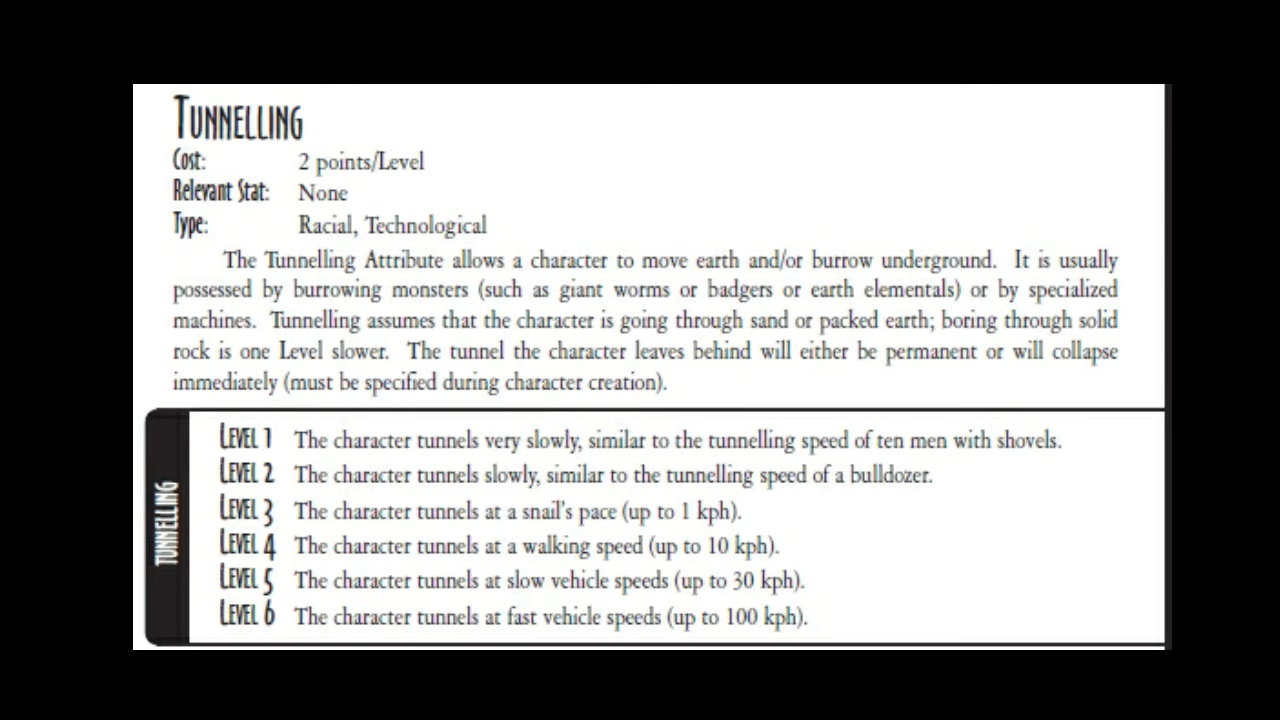 TUNNELLING
Cost: 2 points/Level
Relevant Stat: None
Type: Racial, Technological
The Tunnelling Attribute allows a character to move earth and/or burrow underground. It is usually
possessed by burrowing monsters (such as giant worms or badgers or earth elementals) or by specialized
machines. Tunnelling assumes that the character is going through sand or packed earth; boring through solid
rock is one Level slower. The tunnel the character leaves behind will either be permanent or will collapse
immediately (must be specified during character creation).
TUNNELLING
LEVEL 1 The character tunnels very slowly, similar to the tunnelling speed of ten men with shovels.
LEVEL 2 The character tunnels slowly, similar to the tunnelling speed of a bulldozer.
LEVEL 3 The character tunnels at a snail's pace (up to 1 kph).
LEVEL 4 The character tunnels at a walking speed (up to 10 kph).
LEVEL 5 The character tunnels at slow vehicle speeds (up to 30 kph).
LEVEL 6 The character tunnels at fast vehicle speeds (up to 100 kph).